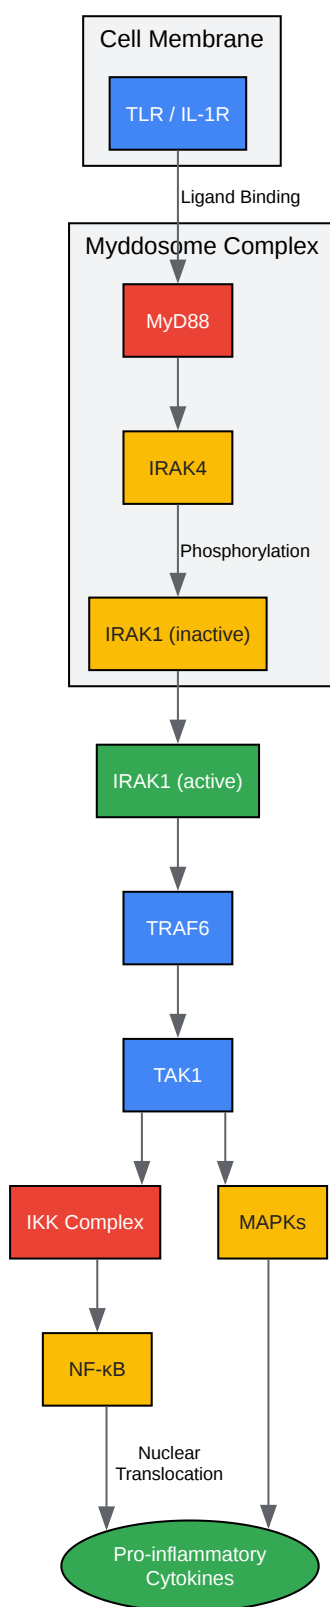 Cell Membrane
TLR / IL-1R
Ligand Binding
Myddosome Complex
MyD88
IRAK4
Phosphorylation
IRAK1 (inactive)
IRAK1 (active)
TRAF6
TAK1
IKK Complex
MAPKs
NF-κB
Nuclear
Translocation
Pro-inflammatory
Cytokines